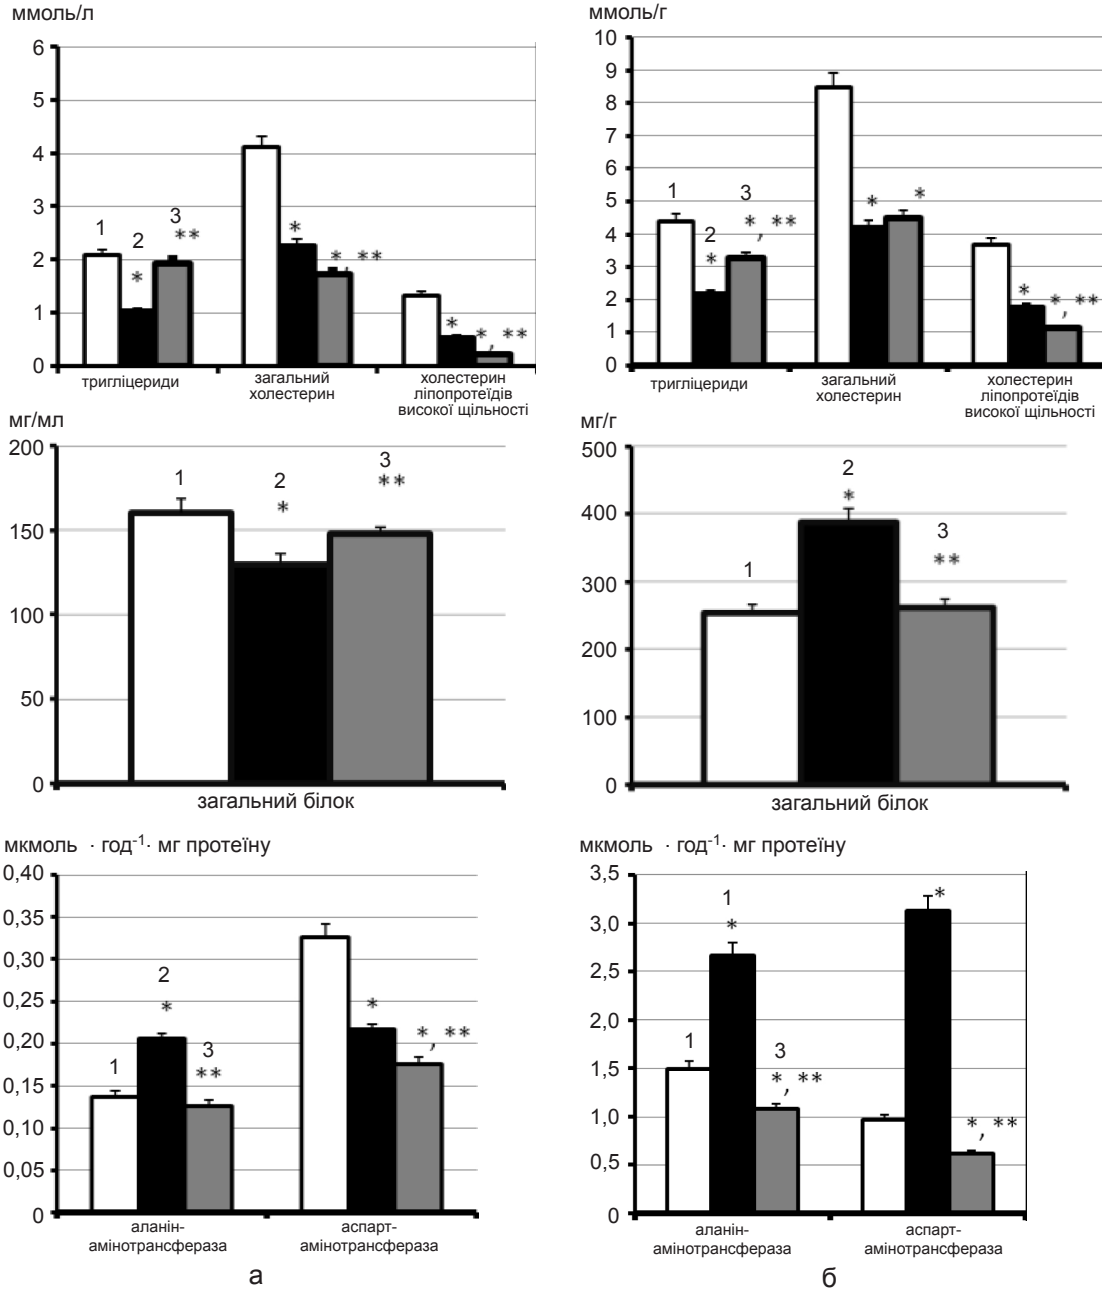 ммоль/л
6
5
4
3
2
1
0
1
2
*
3
**
*
*, **
*
*, **
тригліцериди
загальний
холестерин
холестерин
ліпопротеїдів
високої щільності
ммоль/г
10
9
8
7
6
5
4
3
2
1
0
1
2
*
3
*, **
*
*
*
*, **
тригліцериди
загальний
холестерин
холестерин
ліпопротеїдів
високої щільності
мг/мл
200
150
100
50
0
1
2
*
3
**
загальний білок
мг/г
500
400
300
200
100
0
1
2
*
3
**
загальний білок
мкмоль · год-1· мг протеїну
0,40
0,35
0,30
0,25
0,20
0,15
0,10
0,05
0
1
2
*
3
**
*
*, **
аланін-
амінотрансфераза
аспарт-
амінотрансфераза
а
мкмоль · год-1· мг протеїну
3,5
3,0
2,5
2,0
1,5
1,0
0,5
0
1
1
*
3
*, **
*
*, **
аланін-
амінотрансфераза
аспарт-
амінотрансфераза
б